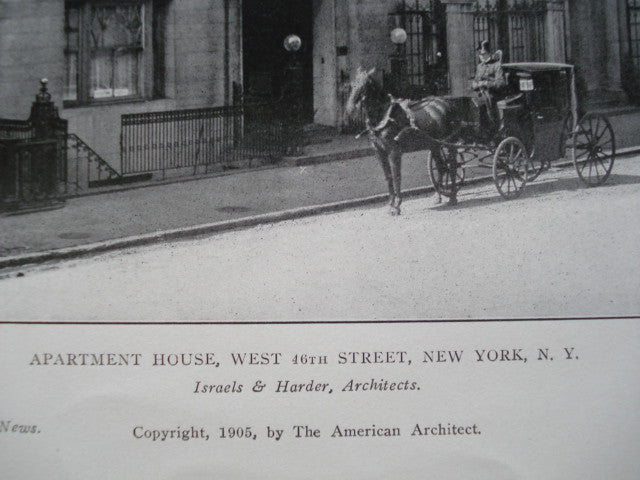 APARTMENT HOUSE, WEST 46TH STREET, NEW YORK, N. Y.
Israels & Harder, Architects.
News.
Copyright, 1905, by The American Architect.